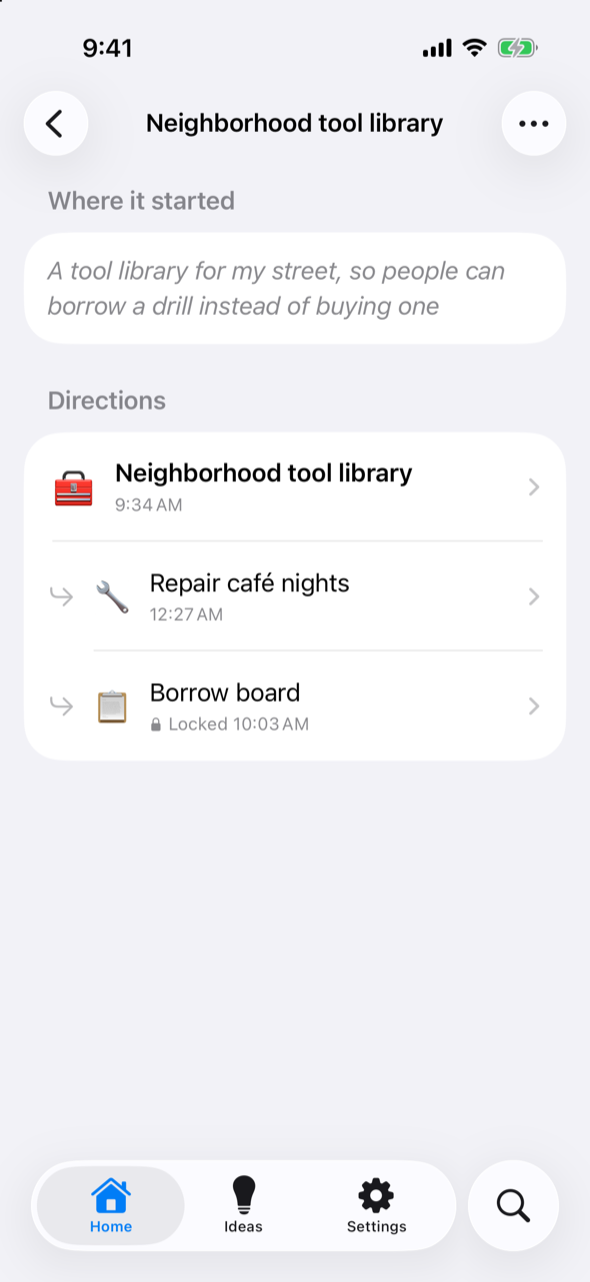 9:41
Neighborhood tool library
Where it started
A tool library for my street, so people can
borrow a drill instead of buying one
Directions
Neighborhood tool library
9:34 AM
Repair café nights
12:27 AM
Borrow board
Locked 10:03 AM
Home
Ideas
Settings